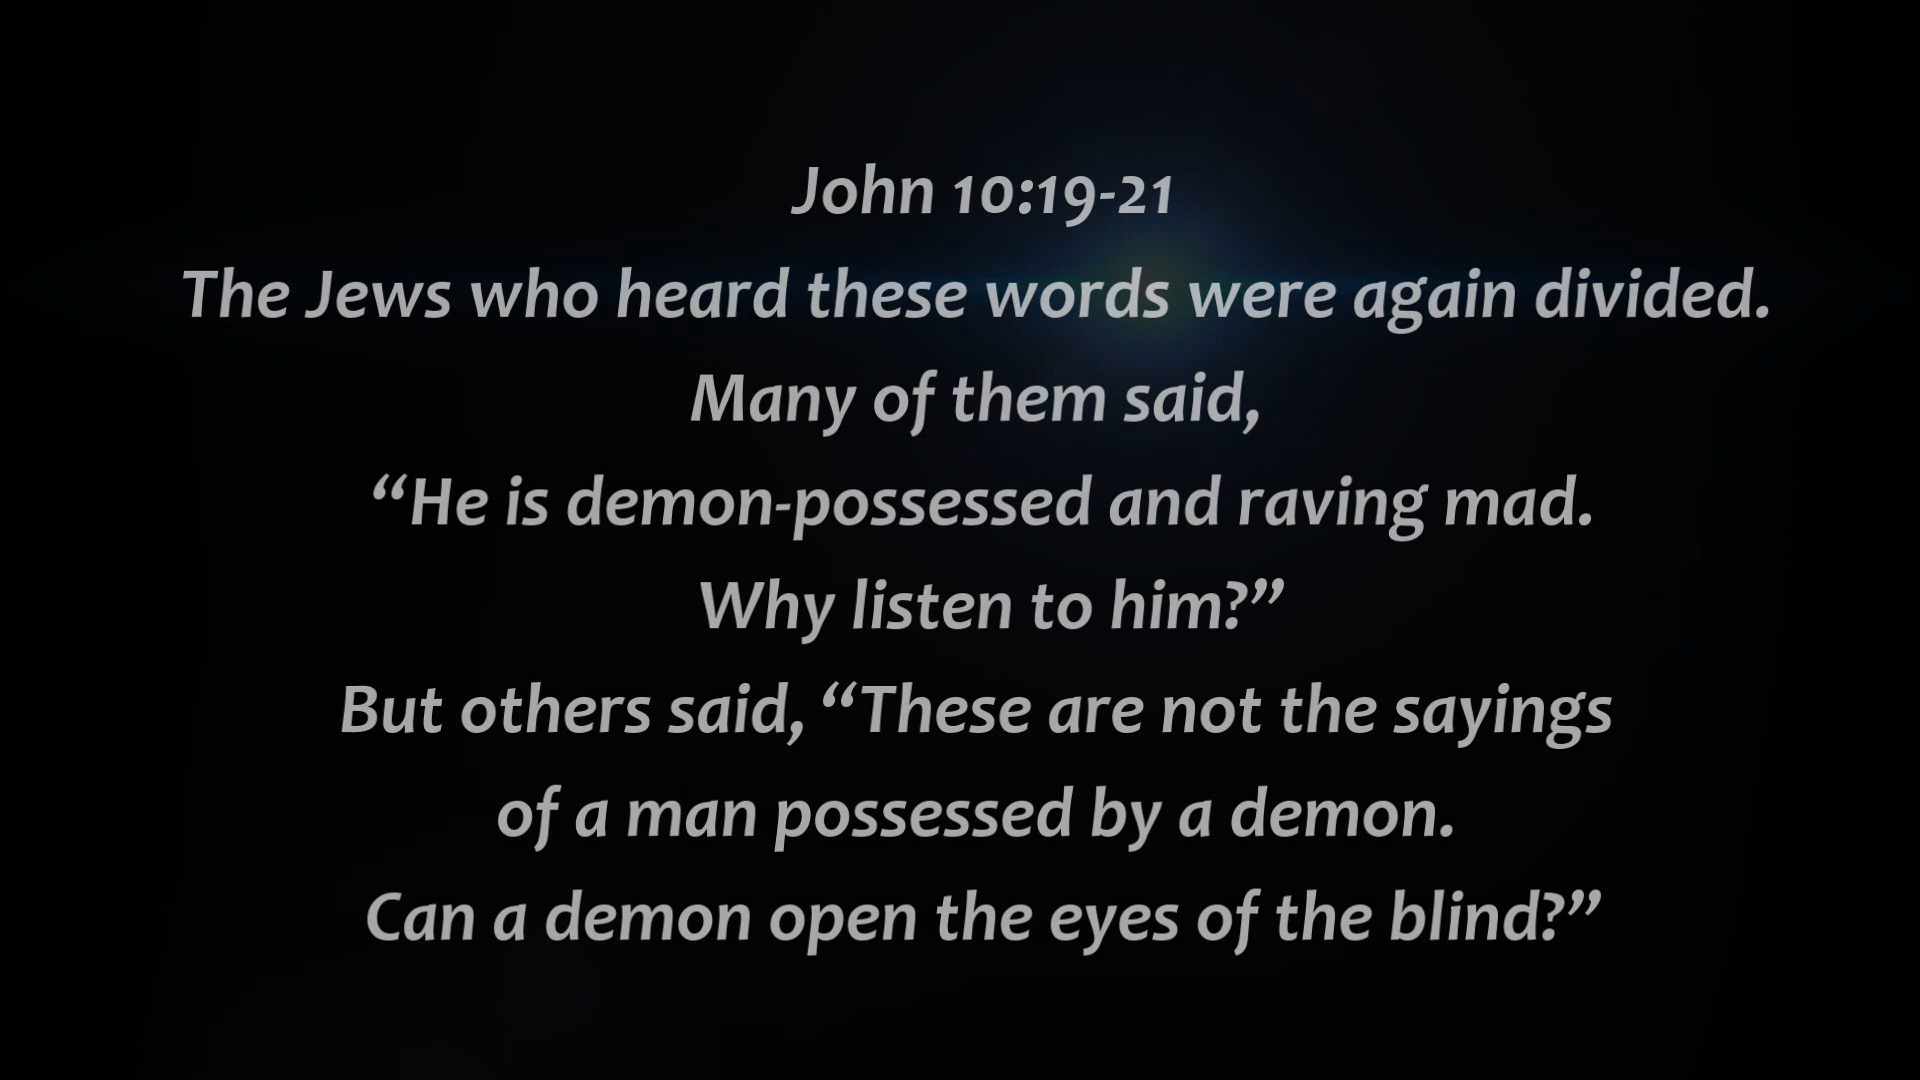 John 10:19-21
The Jews who heard these words were again divided.
Many of them said,
“He is demon-possessed and raving mad.
Why listen to him?”
But others said, “These are not the sayings
of a man possessed by a demon.
Can a demon open the eyes of the blind?”